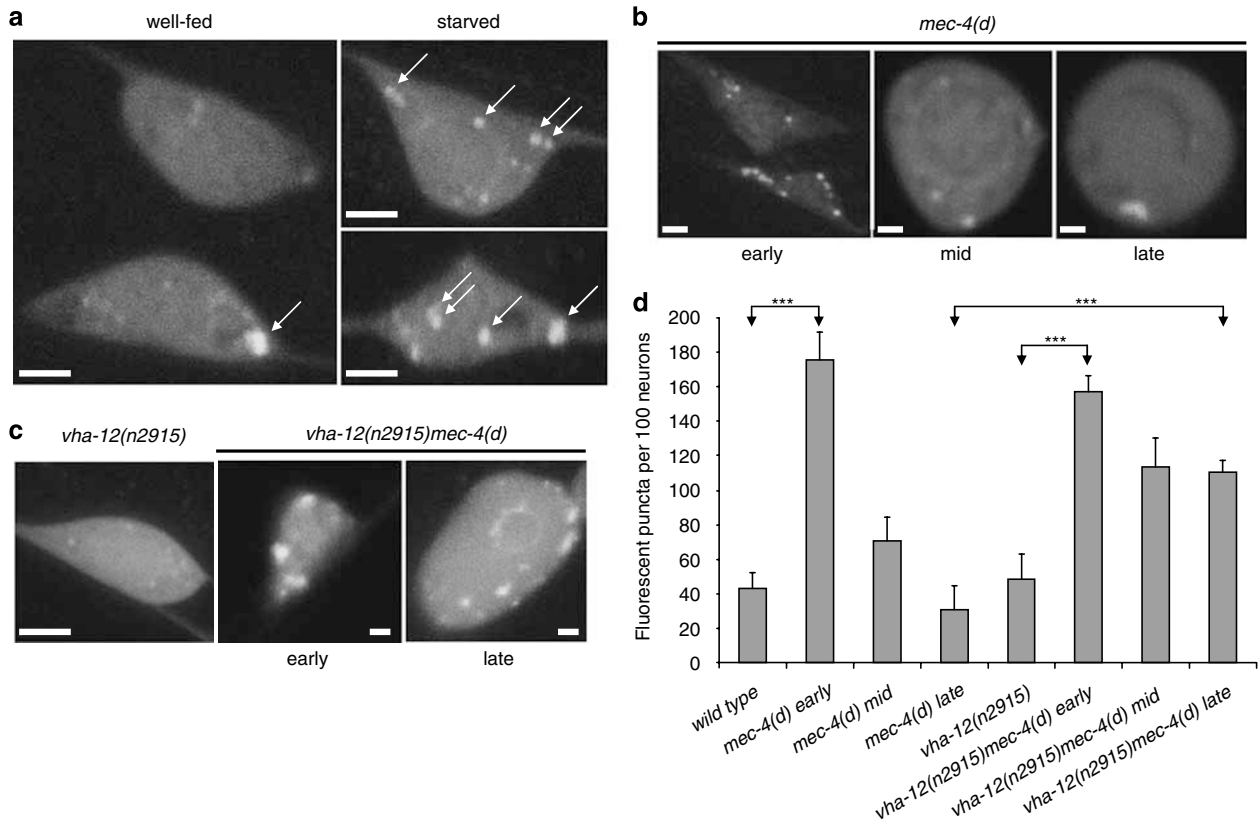 a
well-fed
starved
b
mec-4(d)
early
mid
late
c
vha-12(n2915)
vha-12(n2915)mec-4(d)
early
late
d
***
***
***
Fluorescent puncta per 100 neurons
200
180
160
140
120
100
80
60
40
20
0
wild type
mec-4(d) early
mec-4(d) mid
mec-4(d) late
vha-12(n2915)
vha-12(n2915)mec-4(d) early
vha-12(n2915)mec-4(d) mid
vha-12(n2915)mec-4(d) late